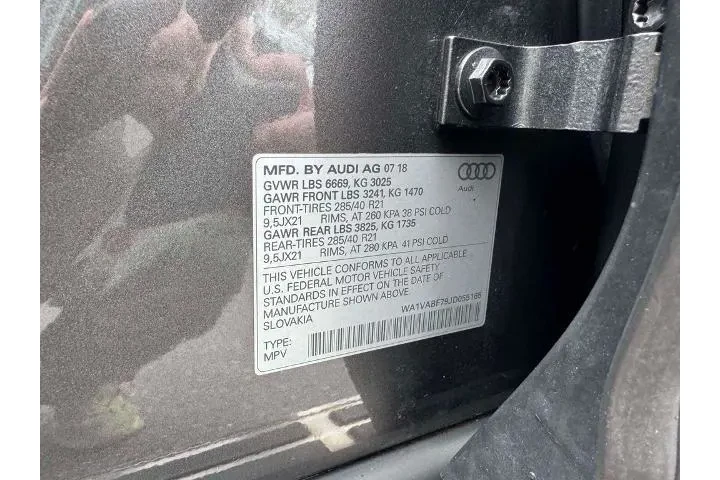 MFD. BY AUDI AG 07 18
GVWR LBS 6669, KG 3025
GAWR FRONT LBS 3241, KG 1470
FRONT-TIRES 285/40 R21
9,5JX21 RIMS, AT 260 KPA 38 PSI COLD
GAWR REAR LBS 3825, KG 1735
REAR-TIRES 285/40 R21
9,5JX21 RIMS, AT 280 KPA 41 PSI COLD
Audi
THIS VEHICLE CONFORMS TO ALL APPLICABLE
U.S. FEDERAL MOTOR VEHICLE SAFETY
STANDARDS IN EFFECT ON THE DATE OF
MANUFACTURE SHOWN ABOVE.
SLOVAKIA
TYPE:
MPV